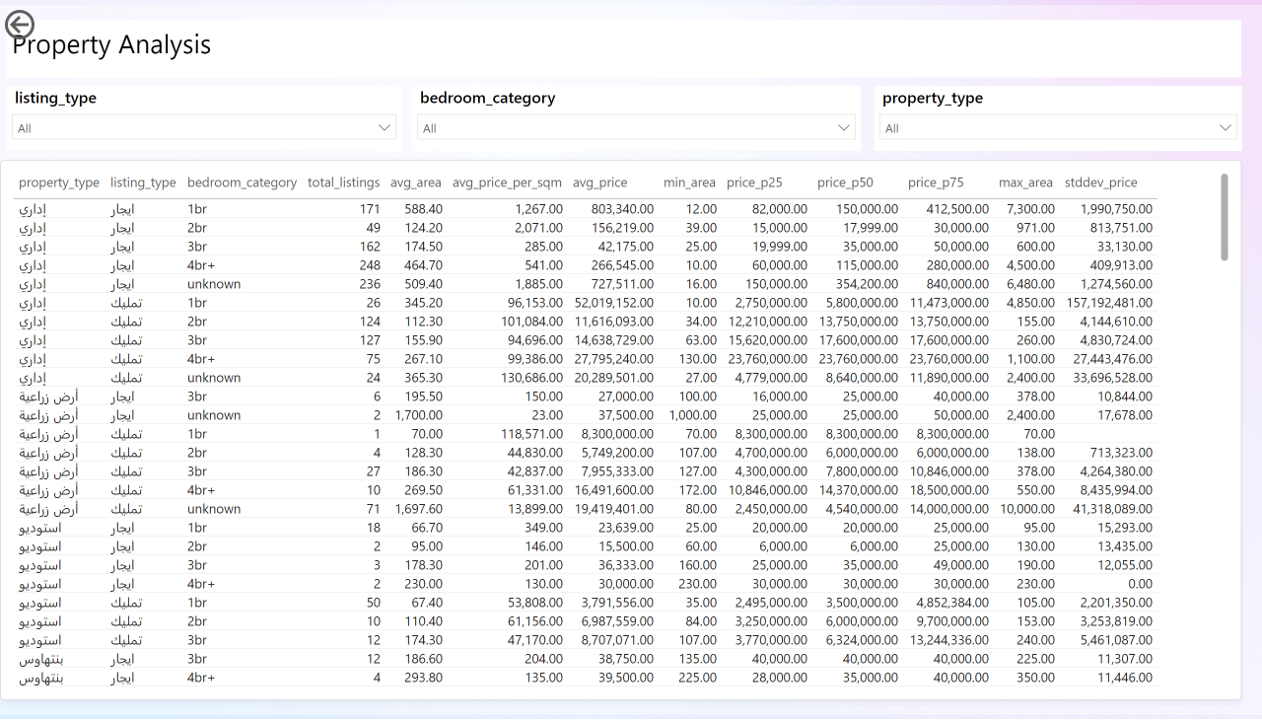 Property Analysis
listing_type bedroom_category property_type
All All All
property_type listing_type bedroom_category total_listings avg_area avg_price_per_sqm avg_price min_area price_p25 price_p50 price_p75 max_area stddev_price
إداري ايجار 1br 171 588.40 1,267.00 803,340.00 12.00 82,000.00 150,000.00 412,500.00 7,300.00 1,990,750.00
إداري ايجار 2br 49 124.20 2,071.00 156,219.00 39.00 15,000.00 17,999.00 30,000.00 971.00 813,751.00
إداري ايجار 3br 162 174.50 285.00 42,175.00 25.00 19,999.00 35,000.00 50,000.00 600.00 33,130.00
إداري ايجار 4br+ 248 464.70 541.00 266,545.00 10.00 60,000.00 115,000.00 280,000.00 4,500.00 409,913.00
إداري ايجار unknown 236 509.40 1,885.00 727,511.00 16.00 150,000.00 354,200.00 840,000.00 6,480.00 1,274,560.00
إداري تمليك 1br 26 345.20 96,153.00 52,019,152.00 10.00 2,750,000.00 5,800,000.00 11,473,000.00 4,850.00 157,192,481.00
إداري تمليك 2br 124 112.30 101,084.00 11,616,093.00 34.00 12,210,000.00 13,750,000.00 13,750,000.00 155.00 4,144,610.00
إداري تمليك 3br 127 155.90 94,696.00 14,638,729.00 63.00 15,620,000.00 17,600,000.00 17,600,000.00 260.00 4,830,724.00
إداري تمليك 4br+ 75 267.10 99,386.00 27,795,240.00 130.00 23,760,000.00 23,760,000.00 23,760,000.00 1,100.00 27,443,476.00
إداري تمليك unknown 24 365.30 130,686.00 20,289,501.00 27.00 4,779,000.00 8,640,000.00 11,890,000.00 2,400.00 33,696,528.00
أرض زراعية ايجار 3br 6 195.50 150.00 27,000.00 100.00 16,000.00 25,000.00 40,000.00 378.00 10,844.00
أرض زراعية ايجار unknown 2 1,700.00 23.00 37,500.00 1,000.00 25,000.00 25,000.00 50,000.00 2,400.00 17,678.00
أرض زراعية تمليك 1br 1 70.00 118,571.00 8,300,000.00 70.00 8,300,000.00 8,300,000.00 8,300,000.00 70.00
أرض زراعية تمليك 2br 4 128.30 44,830.00 5,749,200.00 107.00 4,700,000.00 6,000,000.00 6,000,000.00 138.00 713,323.00
أرض زراعية تمليك 3br 27 186.30 42,837.00 7,955,333.00 127.00 4,300,000.00 7,800,000.00 10,846,000.00 378.00 4,264,380.00
أرض زراعية تمليك 4br+ 10 269.50 61,331.00 16,491,600.00 172.00 10,846,000.00 14,370,000.00 18,500,000.00 550.00 8,435,994.00
أرض زراعية تمليك unknown 71 1,697.60 13,899.00 19,419,401.00 80.00 2,450,000.00 4,540,000.00 14,000,000.00 10,000.00 41,318,089.00
استوديو ايجار 1br 18 66.70 349.00 23,639.00 25.00 20,000.00 20,000.00 25,000.00 95.00 15,293.00
استوديو ايجار 2br 2 95.00 146.00 15,500.00 60.00 6,000.00 6,000.00 25,000.00 130.00 13,435.00
استوديو ايجار 3br 3 178.30 201.00 36,333.00 160.00 25,000.00 35,000.00 49,000.00 190.00 12,055.00
استوديو ايجار 4br+ 2 230.00 130.00 30,000.00 230.00 30,000.00 30,000.00 30,000.00 230.00 0.00
استوديو تمليك 1br 50 67.40 53,808.00 3,791,556.00 35.00 2,495,000.00 3,500,000.00 4,852,384.00 105.00 2,201,350.00
استوديو تمليك 2br 10 110.40 61,156.00 6,987,559.00 84.00 3,250,000.00 6,000,000.00 9,700,000.00 153.00 3,253,819.00
استوديو تمليك 3br 12 174.30 47,170.00 8,707,071.00 107.00 3,770,000.00 6,324,000.00 13,244,336.00 240.00 5,461,087.00
بنتهاوس ايجار 3br 12 186.60 204.00 38,750.00 135.00 40,000.00 40,000.00 40,000.00 225.00 11,307.00
بنتهاوس ايجار 4br+ 4 293.80 135.00 39,500.00 225.00 28,000.00 35,000.00 40,000.00 350.00 11,446.00